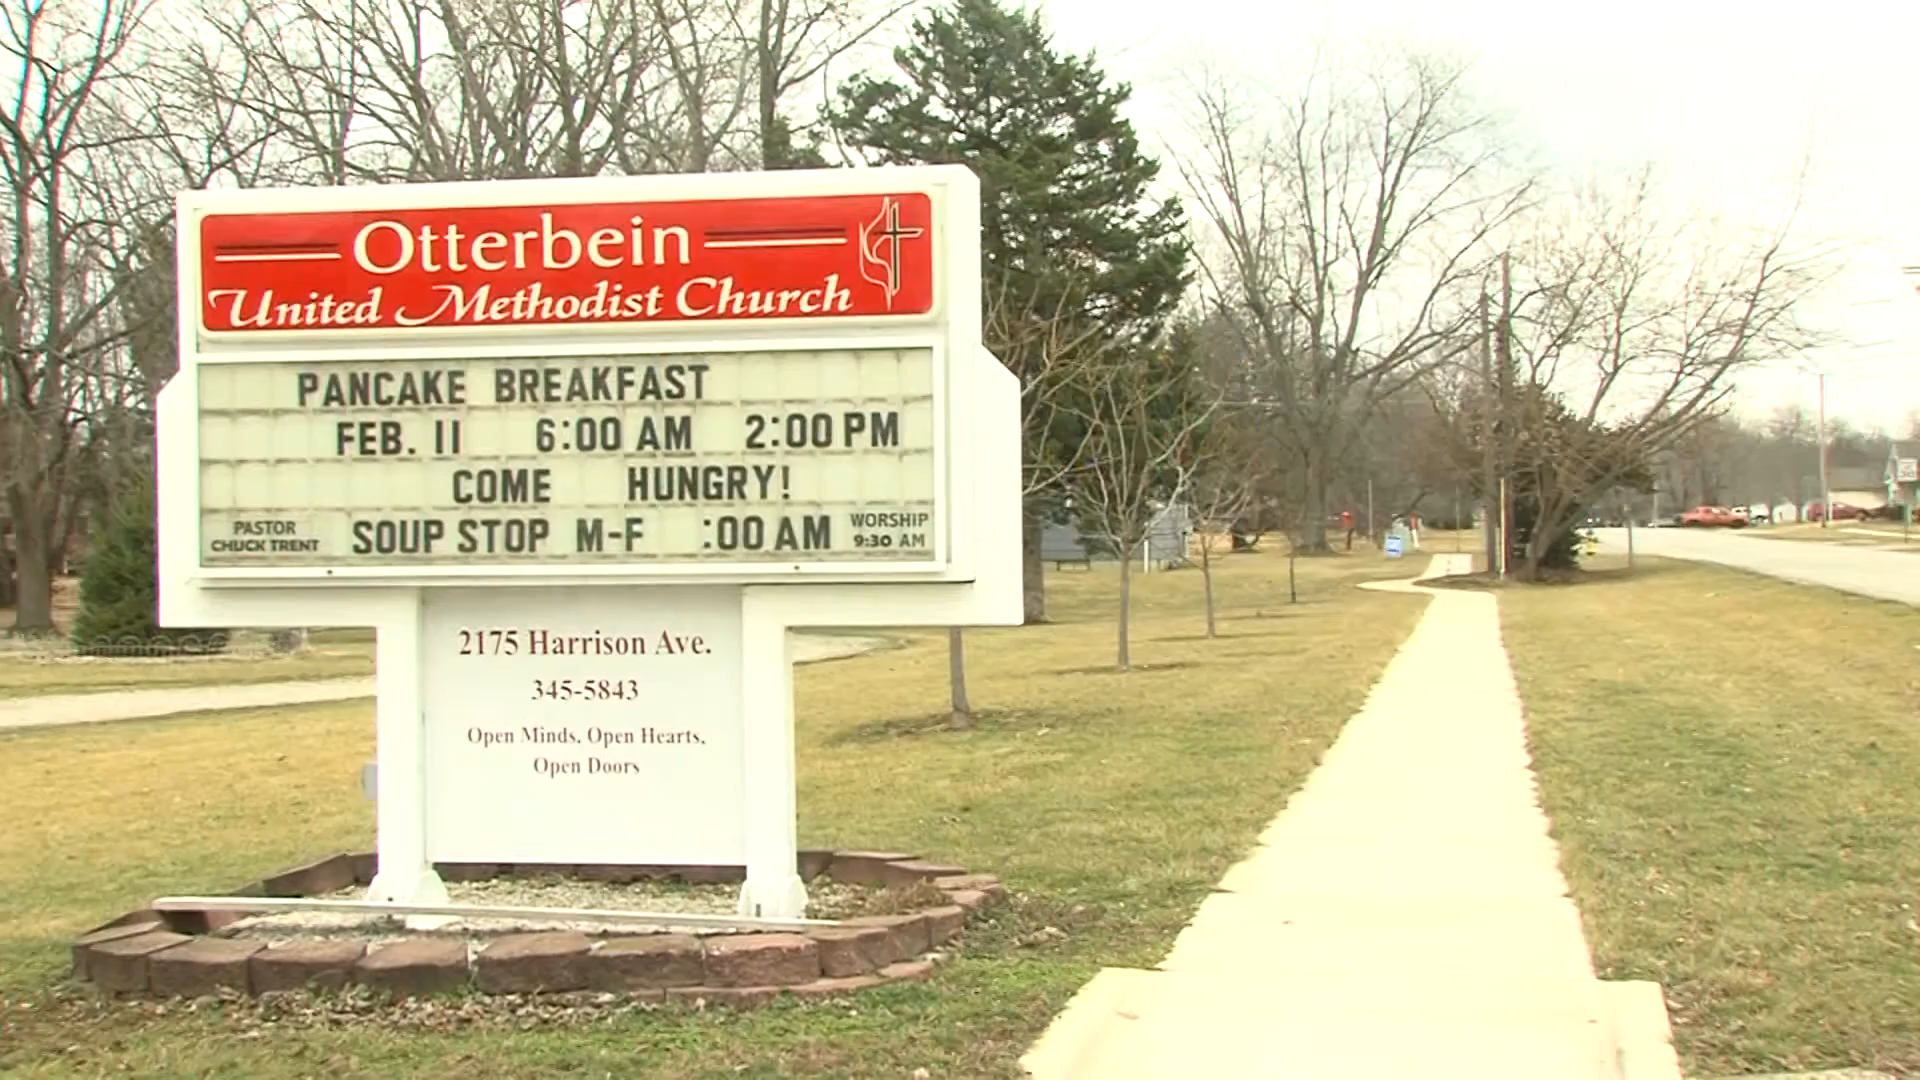 Otterbein
United Methodist Church
PANCAKE BREAKFAST
FEB. 11 6:00 AM 2:00 PM
COME HUNGRY!
PASTOR
CHUCK TRENT
SOUP STOP M-F :00 AM
WORSHIP
9:30 AM
2175 Harrison Ave.
345-5843
Open Minds, Open Hearts,
Open Doors